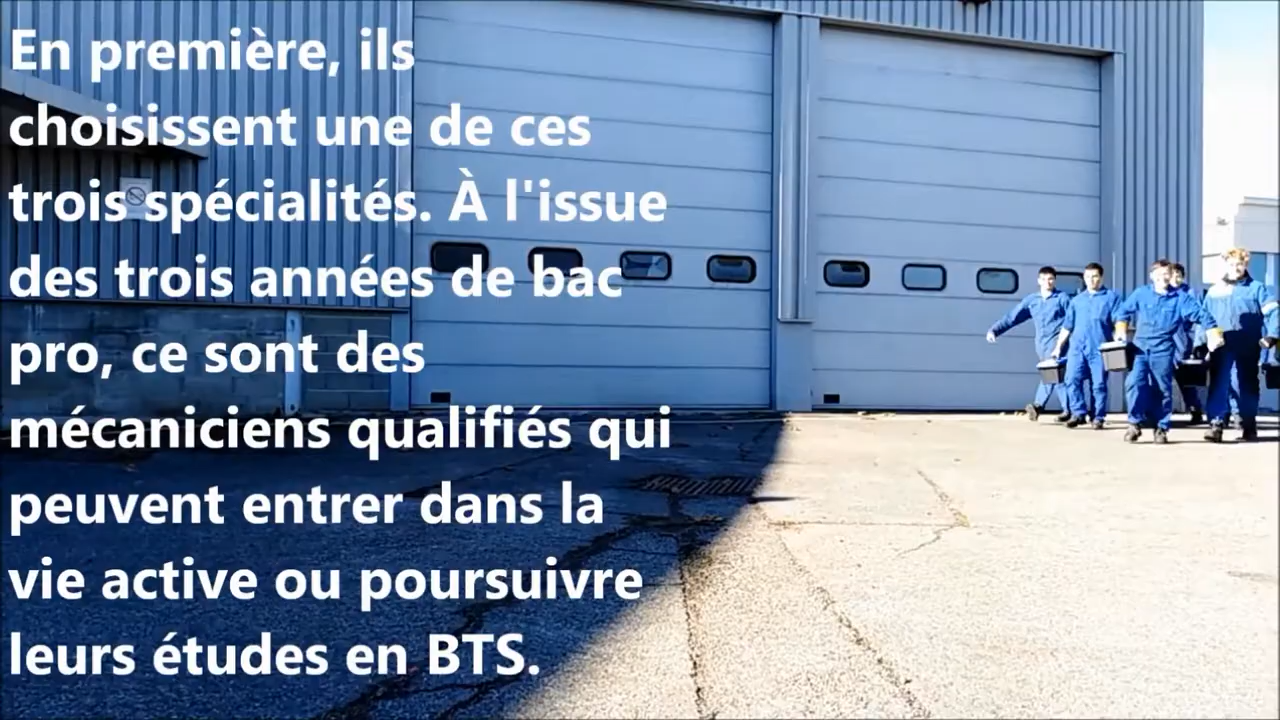 En première, ils
choisissent une de ces
trois spécialités. À l'issue
des trois années de bac
pro, ce sont des
mécaniciens qualifiés qui
peuvent entrer dans la
vie active ou poursuivre
leurs études en BTS.